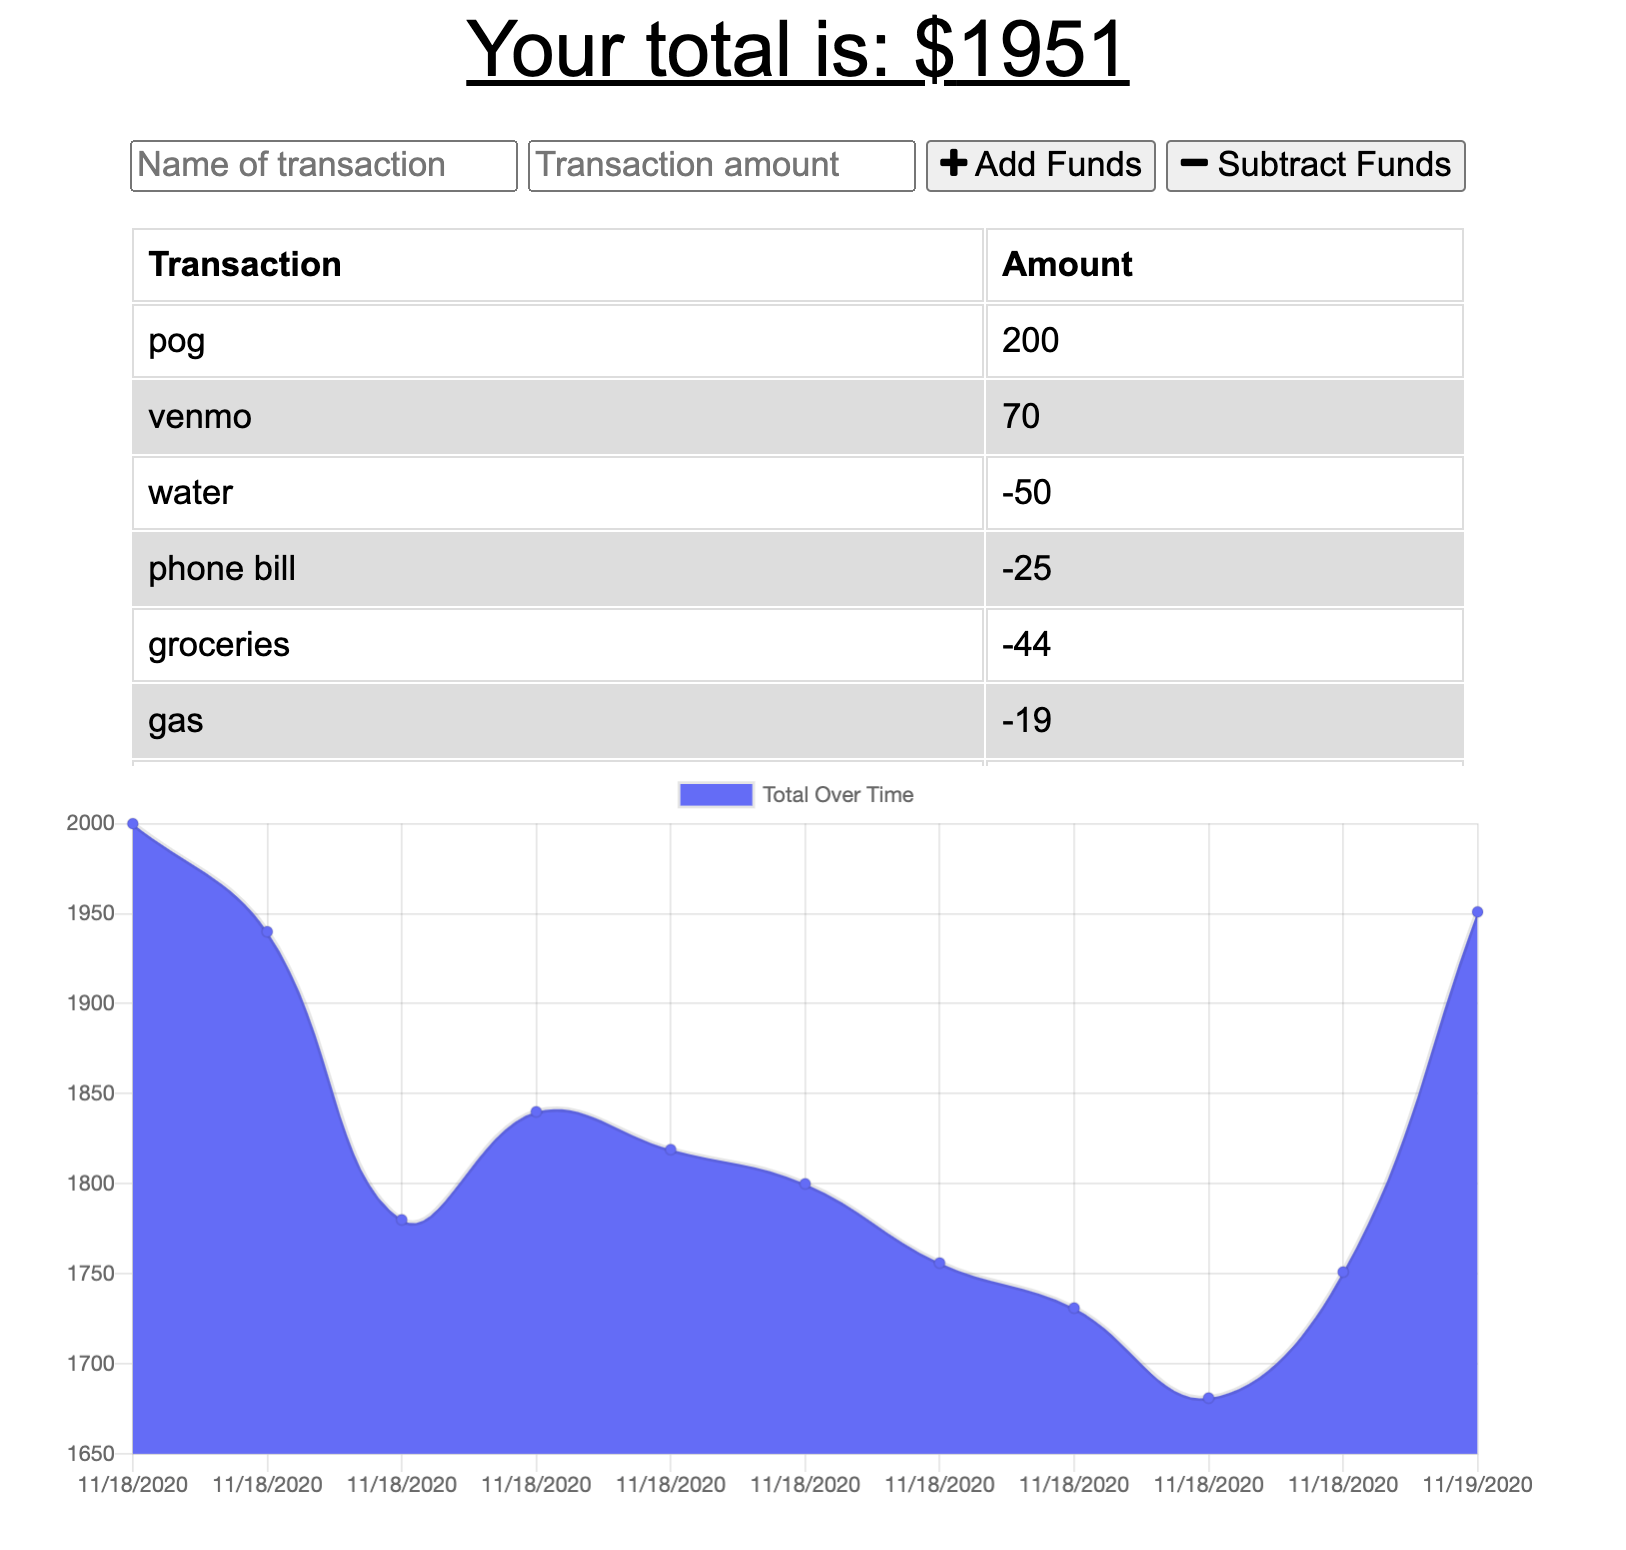 Your total is: $1951
Name of transaction Transaction amount + Add Funds − Subtract Funds
Transaction Amount
pog 200
venmo 70
water -50
phone bill -25
groceries -44
gas -19
Total Over Time
2000
1950
1900
1850
1800
1750
1700
1650
11/18/2020 11/18/2020 11/18/2020 11/18/2020 11/18/2020 11/18/2020 11/18/2020 11/18/2020 11/18/2020 11/18/2020 11/19/2020